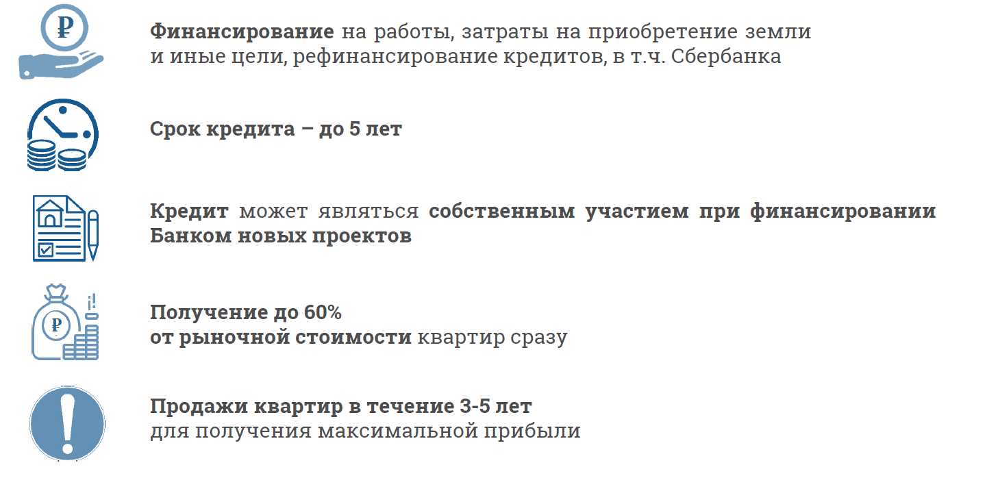 ₽
Финансирование на работы, затраты на приобретение земли
и иные цели, рефинансирование кредитов, в т.ч. Сбербанка
Срок кредита – до 5 лет
Кредит может являться собственным участием при финансировании
Банком новых проектов
₽
Получение до 60%
от рыночной стоимости квартир сразу
Продажи квартир в течение 3-5 лет
для получения максимальной прибыли